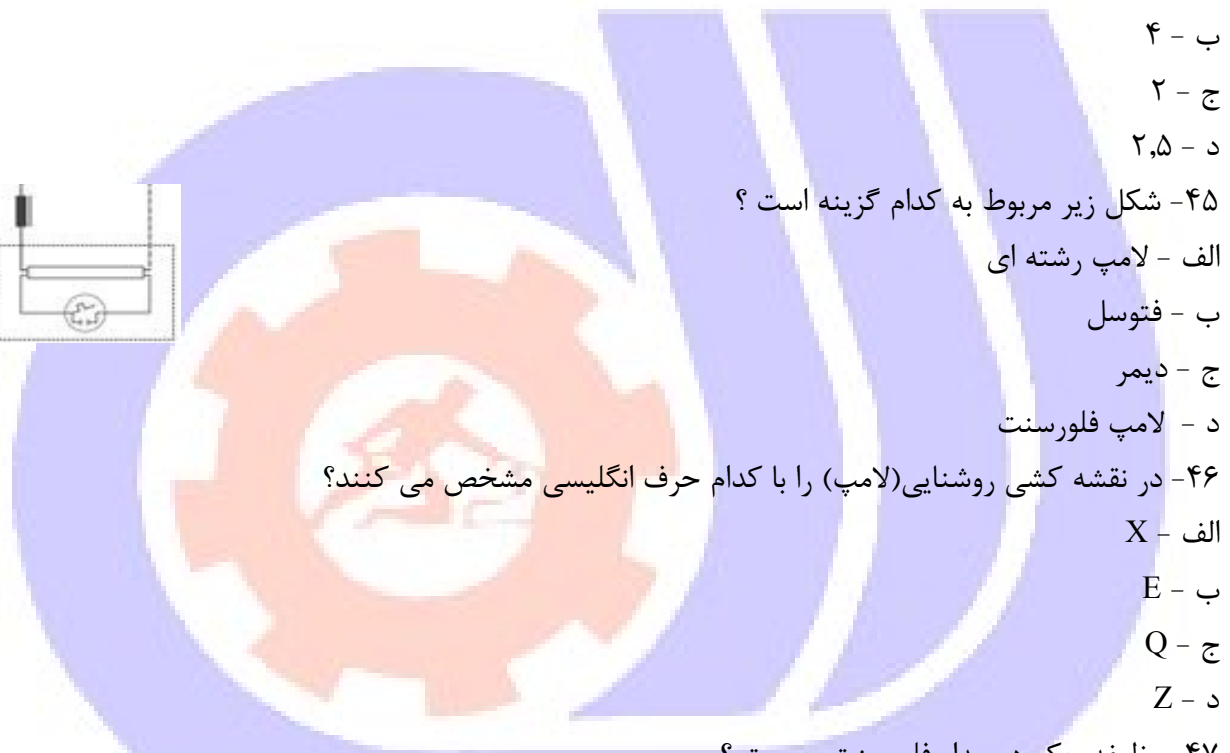 ب - ۴
ج - ۲
د - ۲,۵
۴۵- شکل زیر مربوط به کدام گزینه است ؟
الف - لامپ رشته ای
ب - فتوسل
ج - دیمر
د - لامپ فلورسنت
۴۶- در نقشه کشی روشنایی(لامپ) را با کدام حرف انگلیسی مشخص می کنند؟
الف - X
ب - E
ج - Q
د - Z
۴۷-